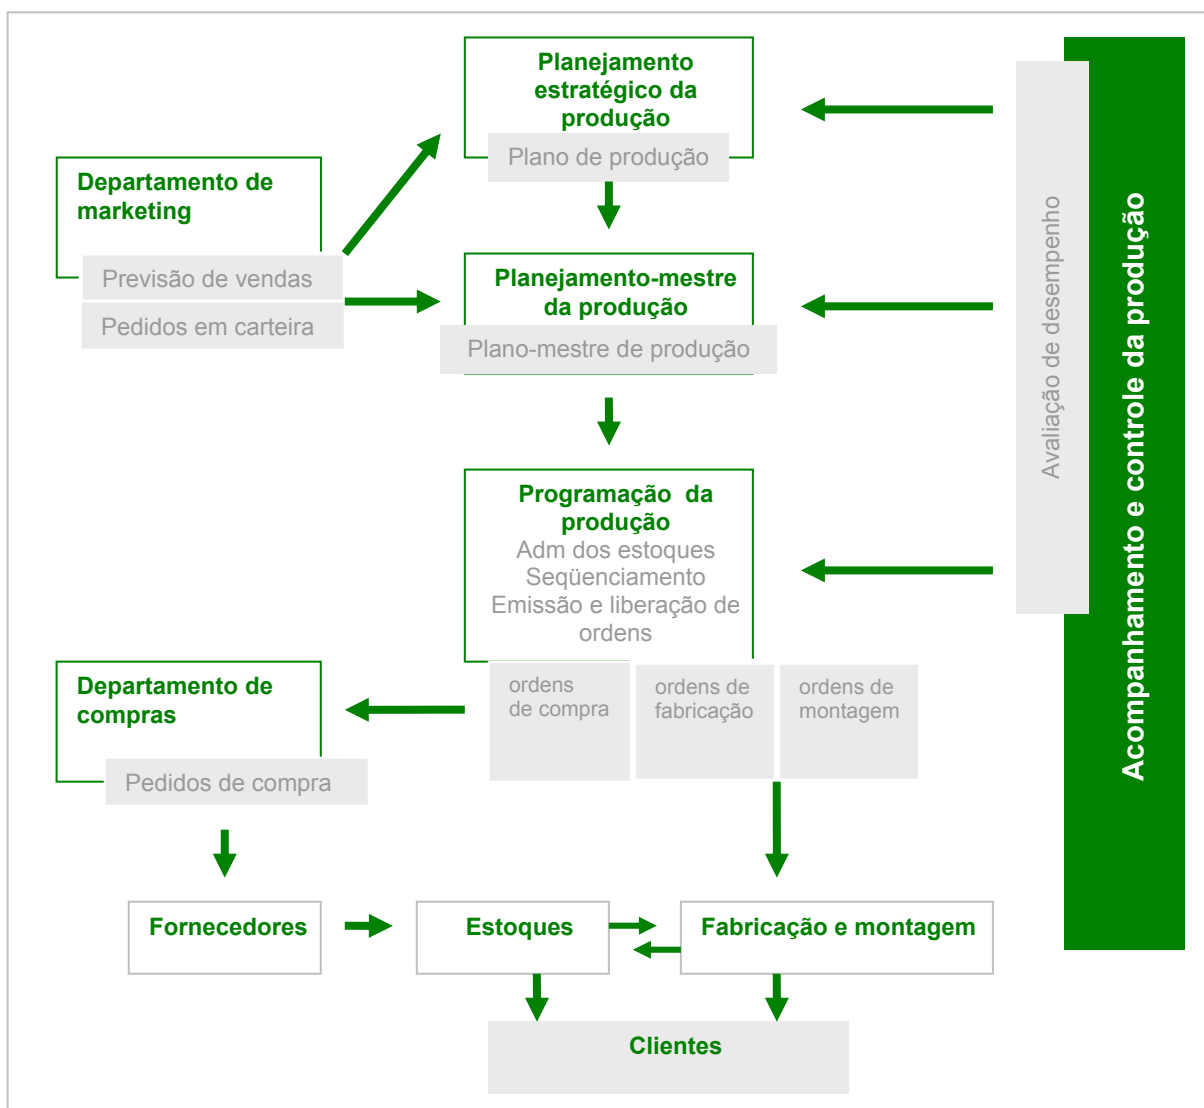 Planejamento
estratégico da
produção
Plano de produção
Departamento de
marketing
Previsão de vendas
Pedidos em carteira
Planejamento-mestre
da produção
Plano-mestre de produção
Programação da
produção
Adm dos estoques
Seqüenciamento
Emissão e liberação de
ordens
ordens
de compra
ordens de
fabricação
ordens de
montagem
Departamento de
compras
Pedidos de compra
Fornecedores
Estoques
Fabricação e montagem
Clientes
Avaliação de desempenho
Acompanhamento e controle da produção